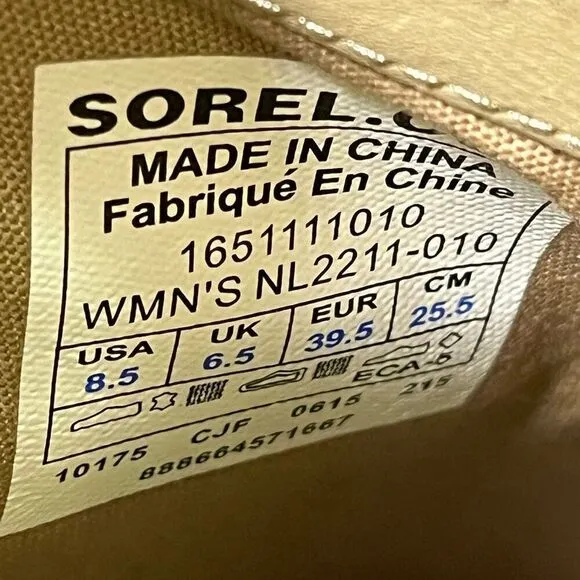 SOREL.C
MADE IN CHINA
Fabriqué En Chine
1651111010
WMN'S NL2211-010
USA UK EUR CM
8.5 6.5 39.5 25.5
ECA.5
10175 CJF 0615 215
888664571667